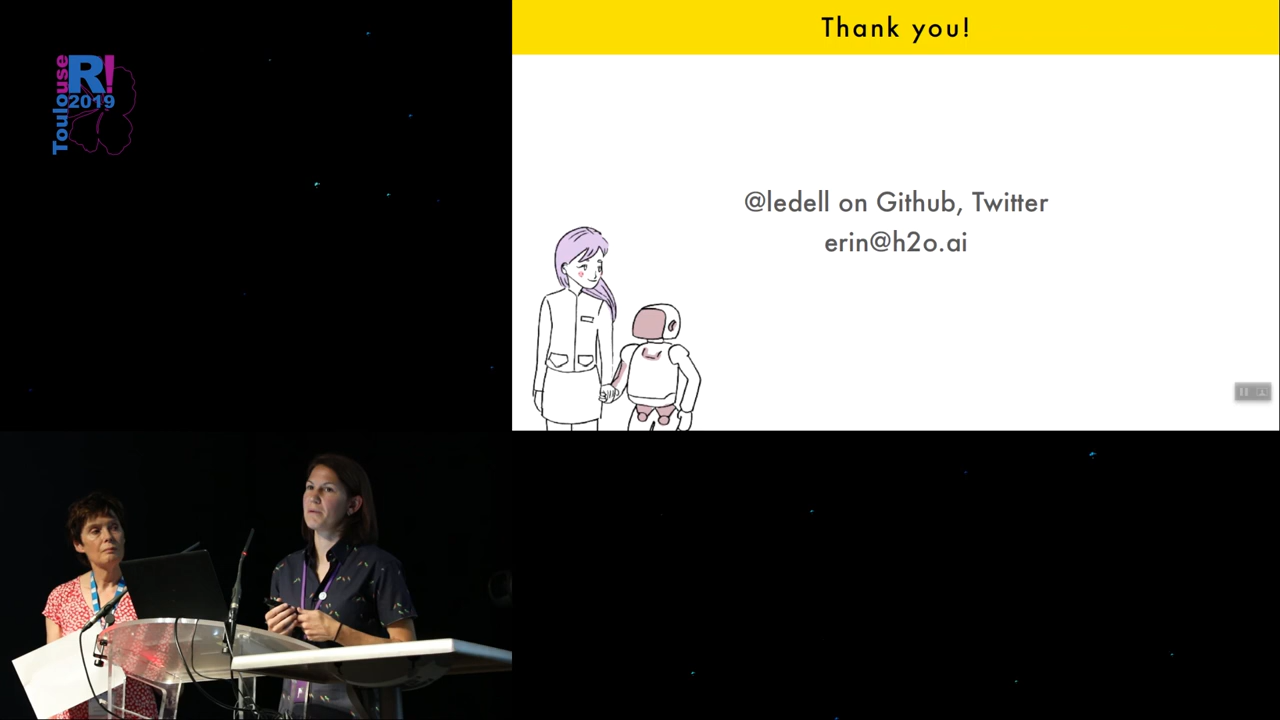 Toulouse
R!
2019
Thank you!
@ledell on Github, Twitter
erin@h2o.ai